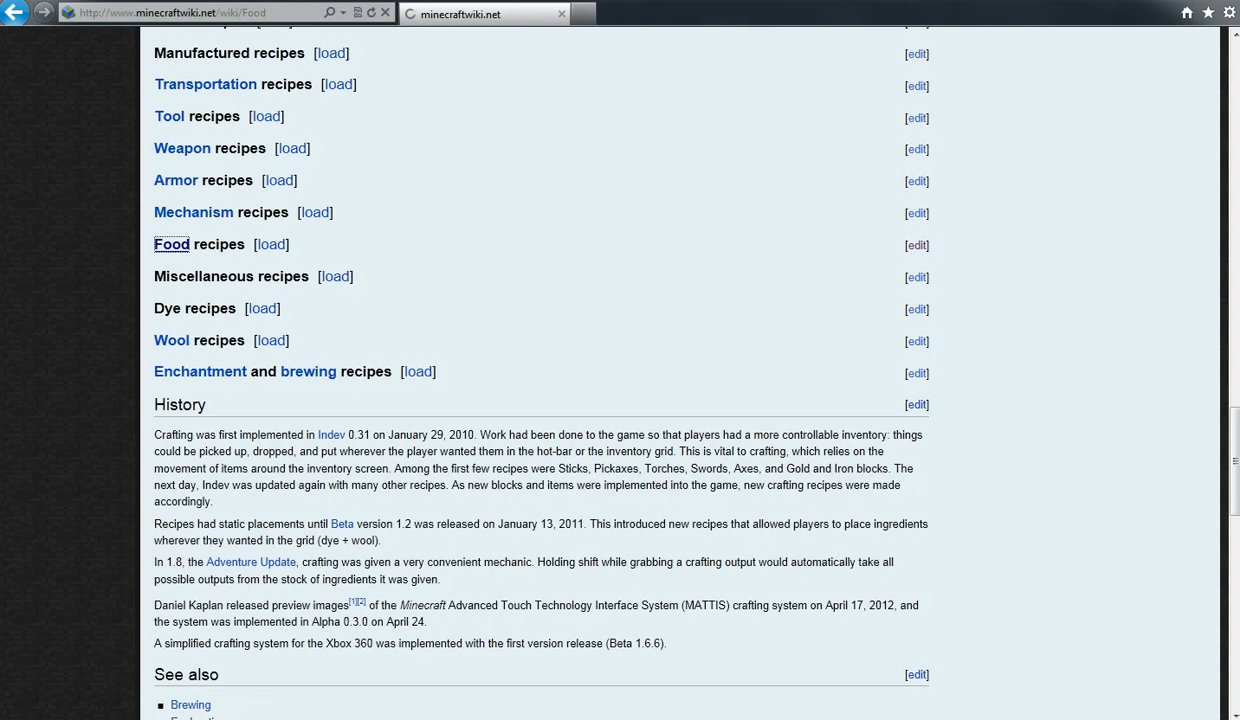 http://www.minecraftwiki.net/wiki/Food
minecraftwiki.net
Manufactured recipes [load] [edit]
Transportation recipes [load] [edit]
Tool recipes [load] [edit]
Weapon recipes [load] [edit]
Armor recipes [load] [edit]
Mechanism recipes [load] [edit]
Food recipes [load] [edit]
Miscellaneous recipes [load] [edit]
Dye recipes [load] [edit]
Wool recipes [load] [edit]
Enchantment and brewing recipes [load] [edit]
History [edit]
Crafting was first implemented in Indev 0.31 on January 29, 2010. Work had been done to the game so that players had a more controllable inventory: things
could be picked up, dropped, and put wherever the player wanted them in the hot-bar or the inventory grid. This is vital to crafting, which relies on the
movement of items around the inventory screen. Among the first few recipes were Sticks, Pickaxes, Torches, Swords, Axes, and Gold and Iron blocks. The
next day, Indev was updated again with many other recipes. As new blocks and items were implemented into the game, new crafting recipes were made
accordingly.
Recipes had static placements until Beta version 1.2 was released on January 13, 2011. This introduced new recipes that allowed players to place ingredients
wherever they wanted in the grid (dye + wool).
In 1.8, the Adventure Update, crafting was given a very convenient mechanic. Holding shift while grabbing a crafting output would automatically take all
possible outputs from the stock of ingredients it was given.
Daniel Kaplan released preview images[1][2] of the Minecraft Advanced Touch Technology Interface System (MATTIS) crafting system on April 17, 2012, and
the system was implemented in Alpha 0.3.0 on April 24.
A simplified crafting system for the Xbox 360 was implemented with the first version release (Beta 1.6.6).
See also [edit]
Brewing